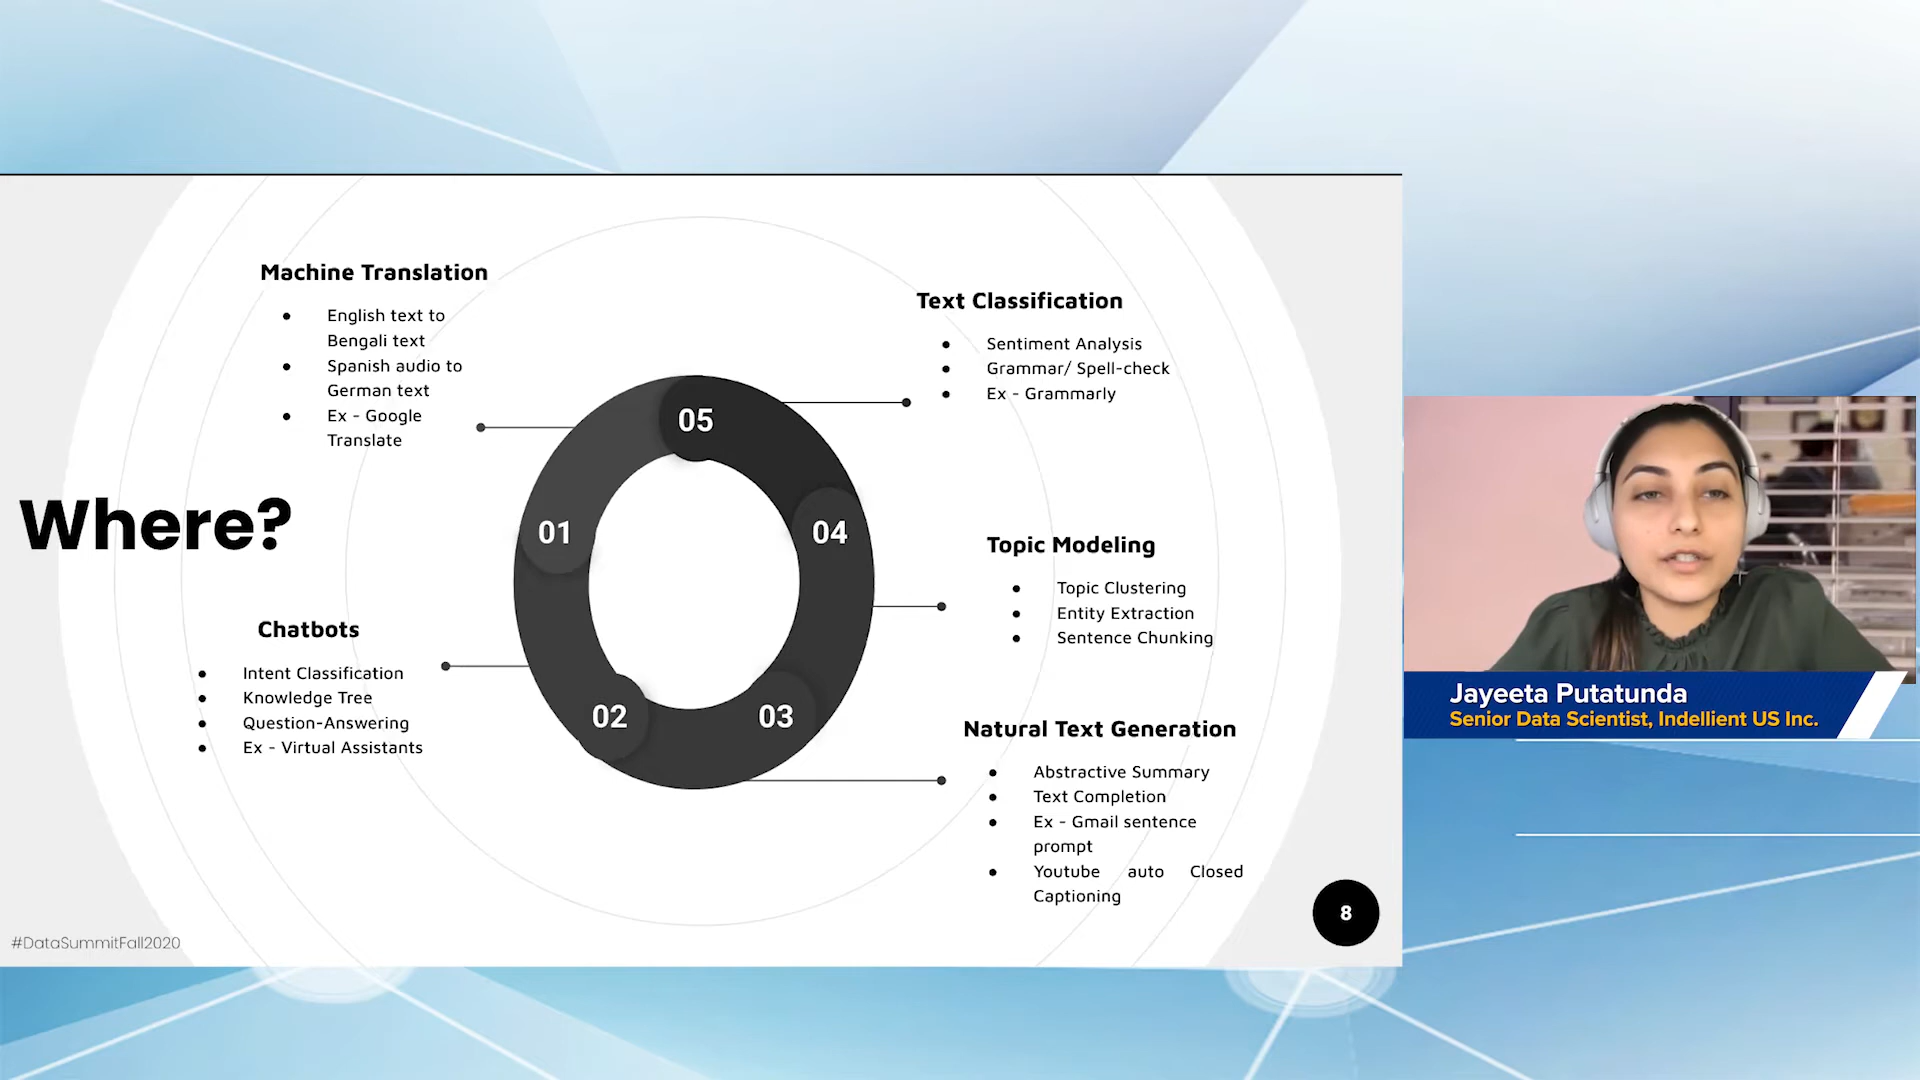 Machine Translation
English text to
Bengali text
Spanish audio to
German text
Ex - Google
Translate
Where?
Chatbots
Intent Classification
Knowledge Tree
Question-Answering
Ex - Virtual Assistants
05
01
04
02
03
Text Classification
Sentiment Analysis
Grammar/ Spell-check
Ex - Grammarly
Topic Modeling
Topic Clustering
Entity Extraction
Sentence Chunking
Natural Text Generation
Abstractive Summary
Text Completion
Ex - Gmail sentence
prompt
Youtube auto Closed
Captioning
8
#DataSummitFall2020
Jayeeta Putatunda
Senior Data Scientist, Indellient US Inc.